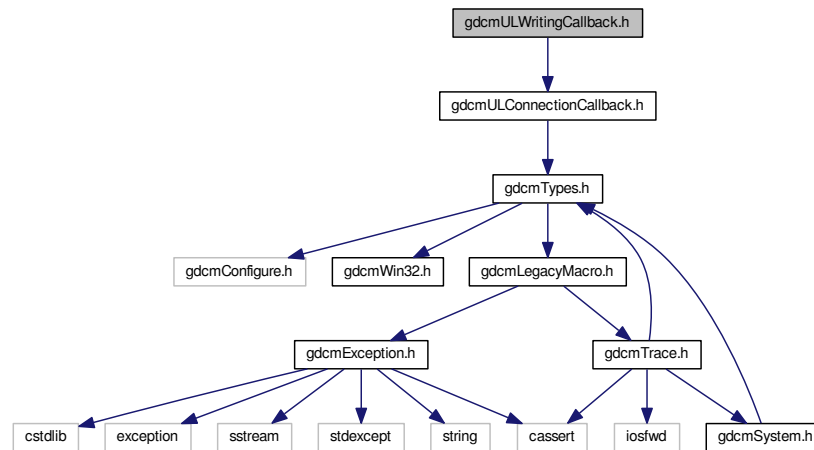 gdcmULWritingCallback.h
gdcmULConnectionCallback.h
gdcmTypes.h
gdcmConfigure.h
gdcmWin32.h
gdcmLegacyMacro.h
gdcmException.h
gdcmTrace.h
cstdlib
exception
sstream
stdexcept
string
cassert
iosfwd
gdcmSystem.h